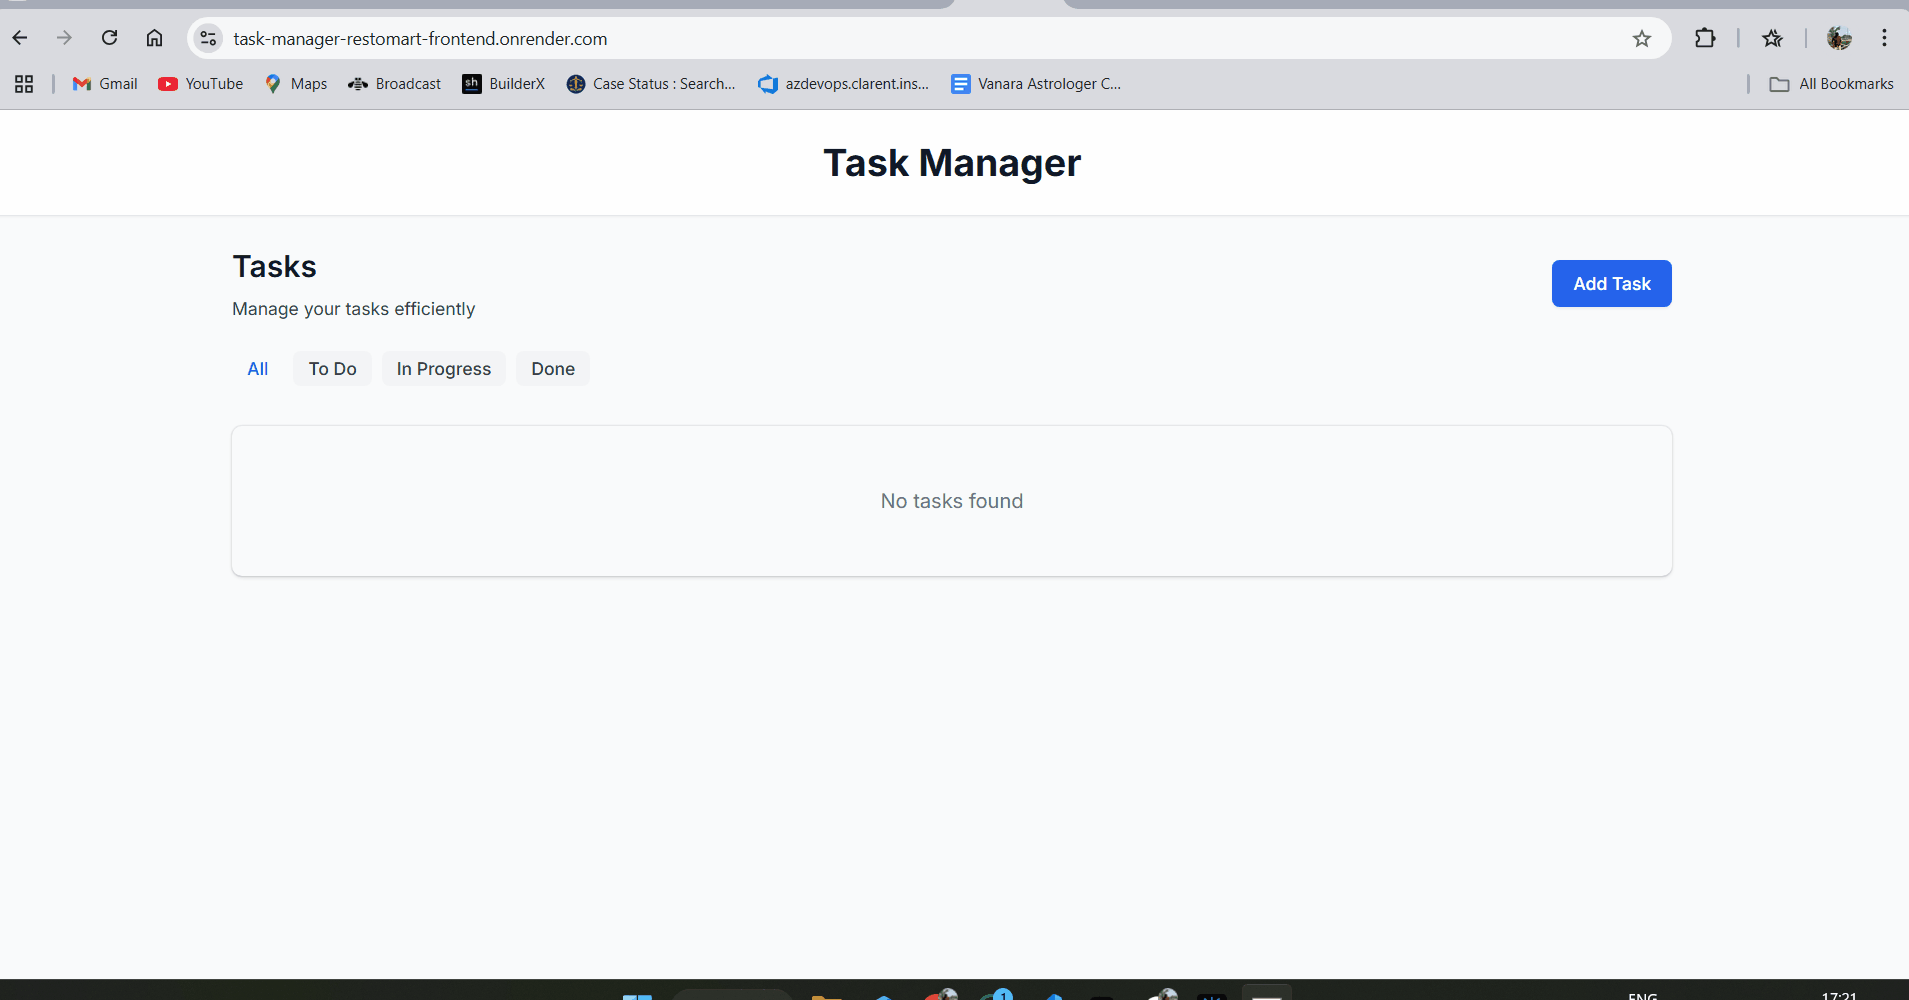 task-manager-restomart-frontend.onrender.com
Gmail YouTube Maps Broadcast sh BuilderX Case Status : Search... azdevops.clarent.ins... Vanara Astrologer C... All Bookmarks
Task Manager
Tasks
Add Task
Manage your tasks efficiently
All To Do In Progress Done
No tasks found
1 ENG 17:21